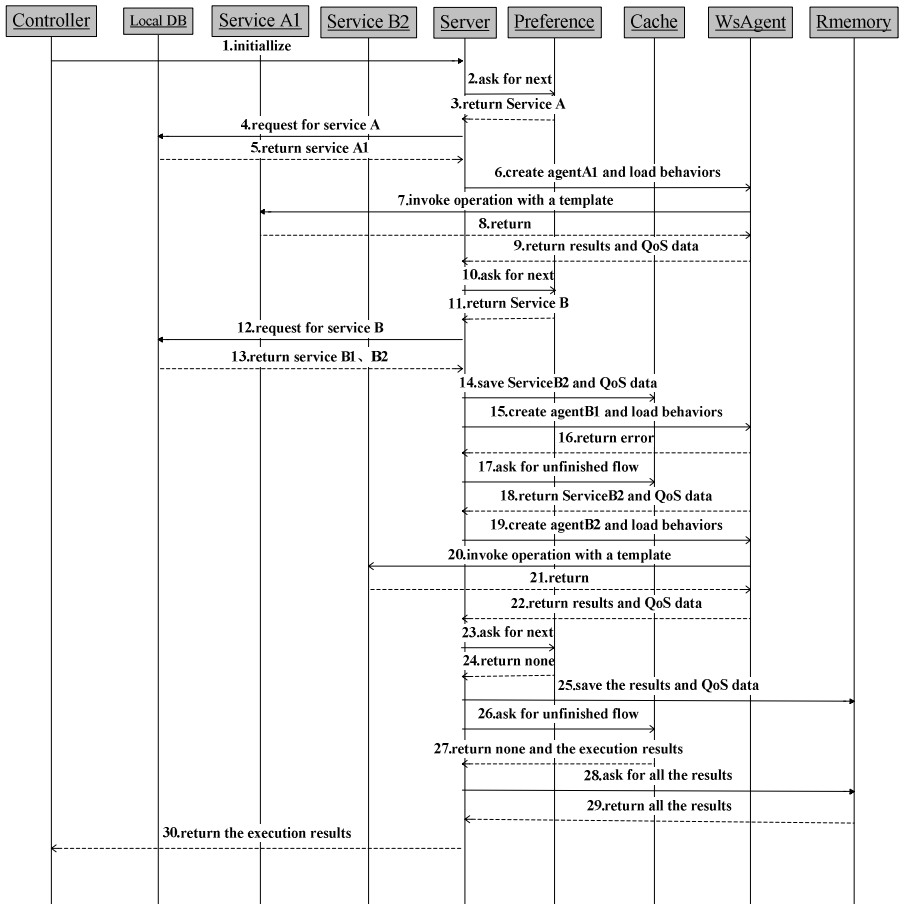 Controller Local DB Service A1 Service B2 Server Preference Cache WsAgent Rmemory
1.initiallize
2.ask for next
3.return Service A
4.request for service A
5.return service A1
6.create agentA1 and load behaviors
7.invoke operation with a template
8.return
9.return results and QoS data
10.ask for next
11.return Service B
12.request for service B
13.return service B1、B2
14.save ServiceB2 and QoS data
15.create agentB1 and load behaviors
16.return error
17.ask for unfinished flow
18.return ServiceB2 and QoS data
19.create agentB2 and load behaviors
20.invoke operation with a template
21.return
22.return results and QoS data
23.ask for next
24.return none
25.save the results and QoS data
26.ask for unfinished flow
27.return none and the execution results
28.ask for all the results
29.return all the results
30.return the execution results